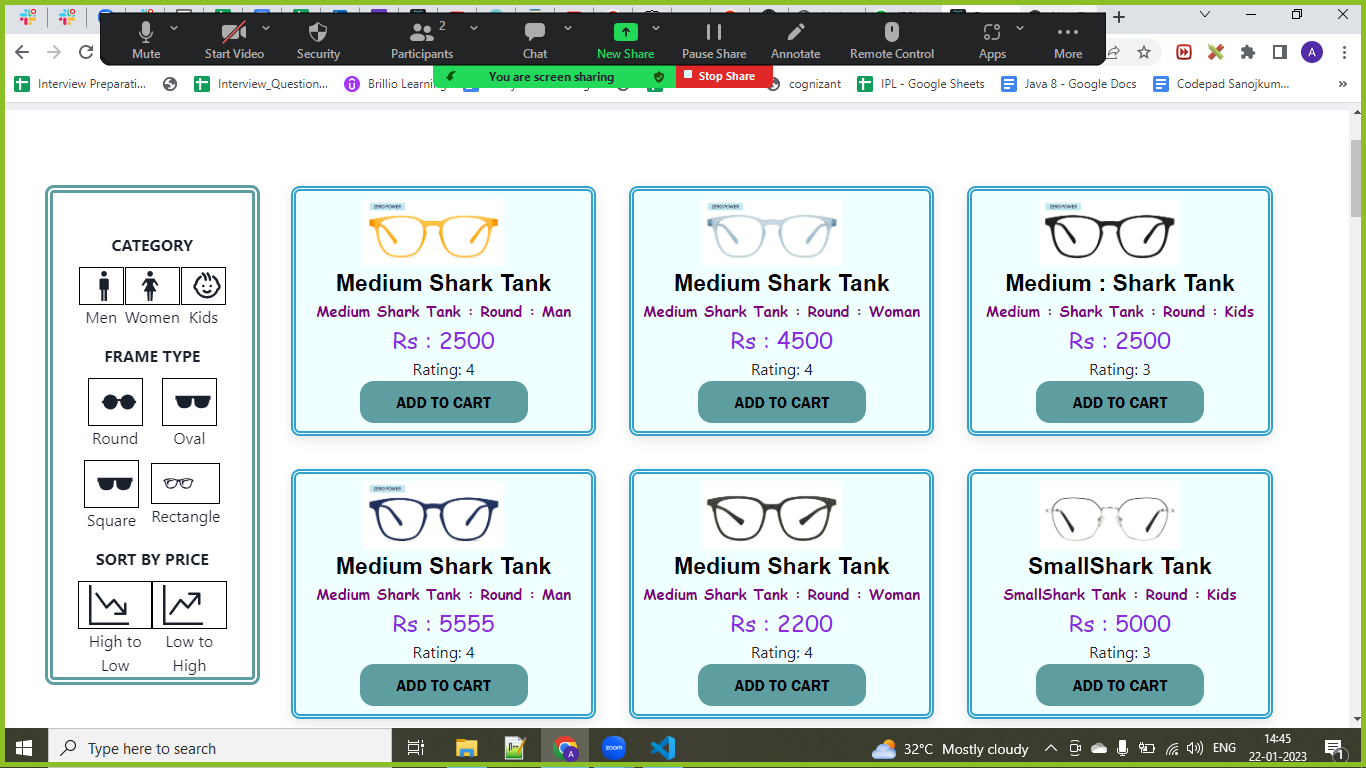 2
Mute
Start Video
Security
Participants
Chat
New Share
Pause Share
Annotate
Remote Control
Apps
More
You are screen sharing
Stop Share
A
Interview Preparati...
Interview_Question...
Brillio Learnin
cognizant
IPL - Google Sheets
Java 8 - Google Docs
Codepad Sanojkum...
»
CATEGORY
Men Women Kids
FRAME TYPE
Round Oval
Square Rectangle
SORT BY PRICE
High to Low
Low to High
ZERO POWER
Medium Shark Tank
Medium Shark Tank : Round : Man
Rs : 2500
Rating: 4
ADD TO CART
ZERO POWER
Medium Shark Tank
Medium Shark Tank : Round : Woman
Rs : 4500
Rating: 4
ADD TO CART
ZERO POWER
Medium : Shark Tank
Medium : Shark Tank : Round : Kids
Rs : 2500
Rating: 3
ADD TO CART
ZERO POWER
Medium Shark Tank
Medium Shark Tank : Round : Man
Rs : 5555
Rating: 4
ADD TO CART
Medium Shark Tank
Medium Shark Tank : Round : Woman
Rs : 2200
Rating: 4
ADD TO CART
SmallShark Tank
SmallShark Tank : Round : Kids
Rs : 5000
Rating: 3
ADD TO CART
Type here to search
A
zoom
32°C Mostly cloudy
ENG
14:45
22-01-2023
1